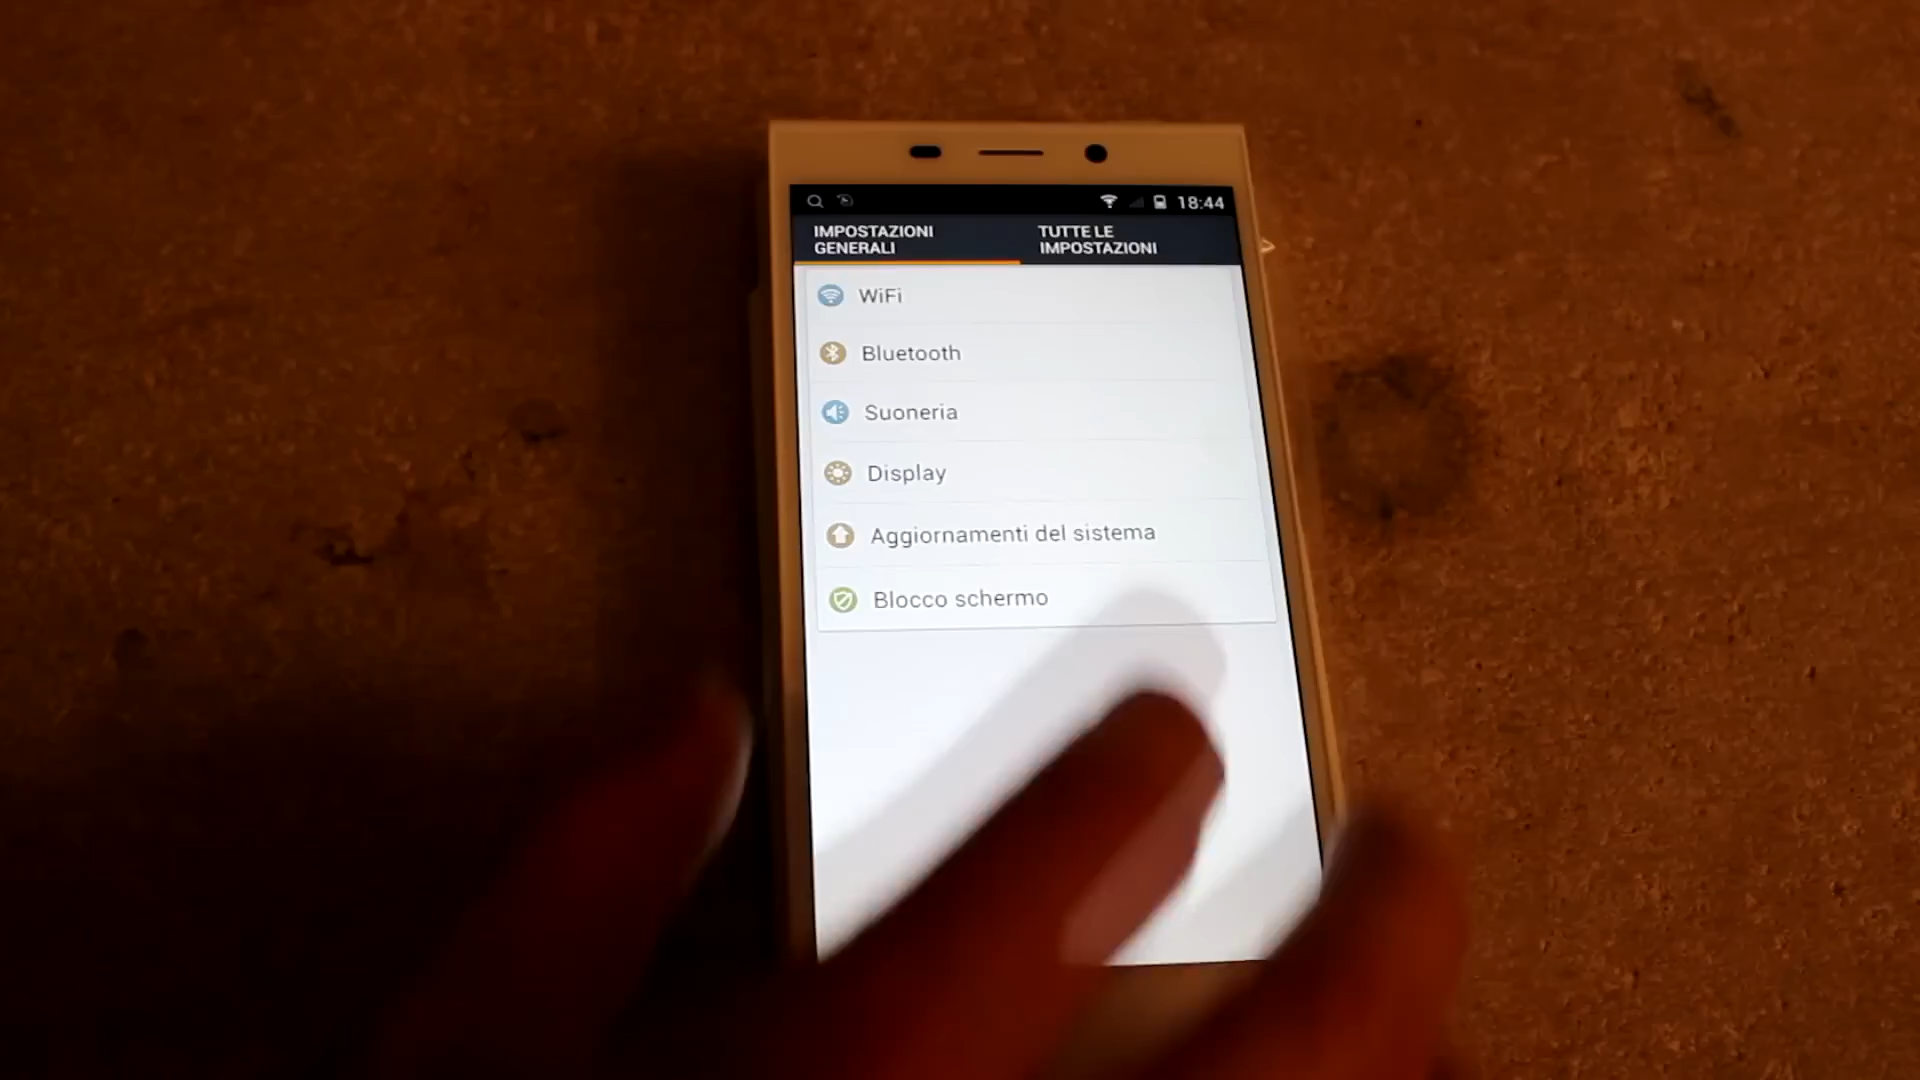 18:44
IMPOSTAZIONI
GENERALI
TUTTE LE
IMPOSTAZIONI
WiFi
Bluetooth
Suoneria
Display
Aggiornamenti del sistema
Blocco schermo